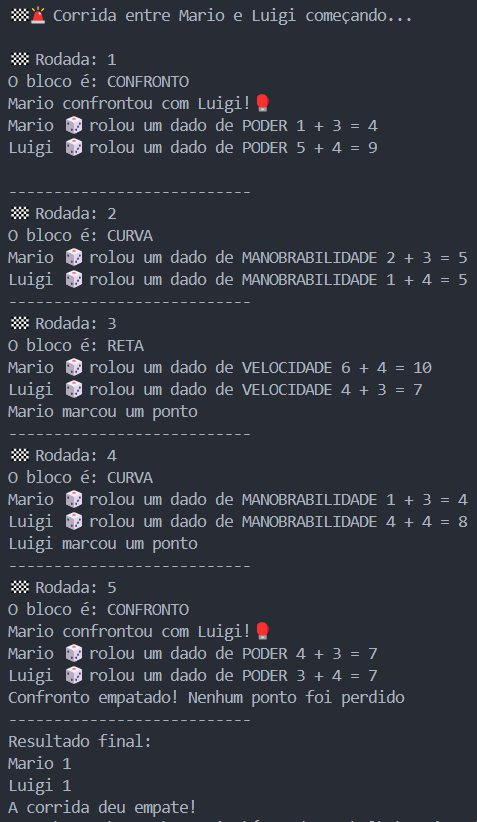 🏁🚨 Corrida entre Mario e Luigi começando...
🏁 Rodada: 1
O bloco é: CONFRONTO
Mario confrontou com Luigi!🥊
Mario 🎲 rolou um dado de PODER 1 + 3 = 4
Luigi 🎲 rolou um dado de PODER 5 + 4 = 9
---------------------------
🏁 Rodada: 2
O bloco é: CURVA
Mario 🎲 rolou um dado de MANOBRABILIDADE 2 + 3 = 5
Luigi 🎲 rolou um dado de MANOBRABILIDADE 1 + 4 = 5
---------------------------
🏁 Rodada: 3
O bloco é: RETA
Mario 🎲 rolou um dado de VELOCIDADE 6 + 4 = 10
Luigi 🎲 rolou um dado de VELOCIDADE 4 + 3 = 7
Mario marcou um ponto
---------------------------
🏁 Rodada: 4
O bloco é: CURVA
Mario 🎲 rolou um dado de MANOBRABILIDADE 1 + 3 = 4
Luigi 🎲 rolou um dado de MANOBRABILIDADE 4 + 4 = 8
Luigi marcou um ponto
---------------------------
🏁 Rodada: 5
O bloco é: CONFRONTO
Mario confrontou com Luigi!🥊
Mario 🎲 rolou um dado de PODER 4 + 3 = 7
Luigi 🎲 rolou um dado de PODER 3 + 4 = 7
Confronto empatado! Nenhum ponto foi perdido
---------------------------
Resultado final:
Mario 1
Luigi 1
A corrida deu empate!